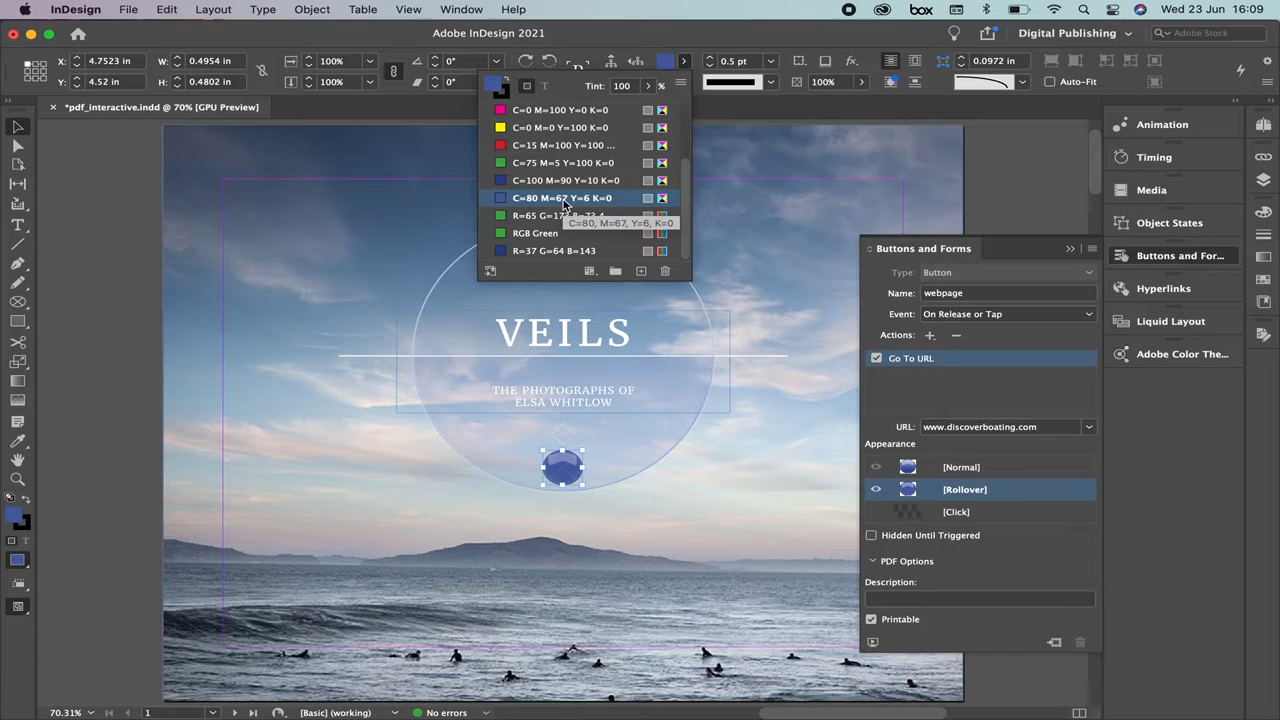 InDesign File Edit Layout Type Object Table View Window Help
box Wed 23 Jun 16:09
Adobe InDesign 2021
Digital Publishing Adobe Stock
X: 4.7523 in W: 0.4954 in 100% 0° 0.5 pt 0.0972 in
Y: 4.52 in H: 0.4802 in 100% 0° 100% Auto-Fit
Tint: 100 %
× *pdf_interactive.indd @ 70% [GPU Preview]
C=0 M=100 Y=0 K=0
C=0 M=0 Y=100 K=0
C=15 M=100 Y=100 ...
C=75 M=5 Y=100 K=0
C=100 M=90 Y=10 K=0
C=80 M=67 Y=6 K=0
C=80, M=67, Y=6, K=0
RGB Green
R=37 G=64 B=143
VEILS
THE PHOTOGRAPHS OF
ELSA WHITLOW
Animation
Timing
Media
Object States
Buttons and For...
Hyperlinks
Liquid Layout
Adobe Color The...
Buttons and Forms
Type: Button
Name: webpage
Event: On Release or Tap
Actions:
Go To URL
URL: www.discoverboating.com
Appearance
[Normal]
[Rollover]
[Click]
Hidden Until Triggered
PDF Options
Description:
Printable
70.31% 1 [Basic] (working) No errors